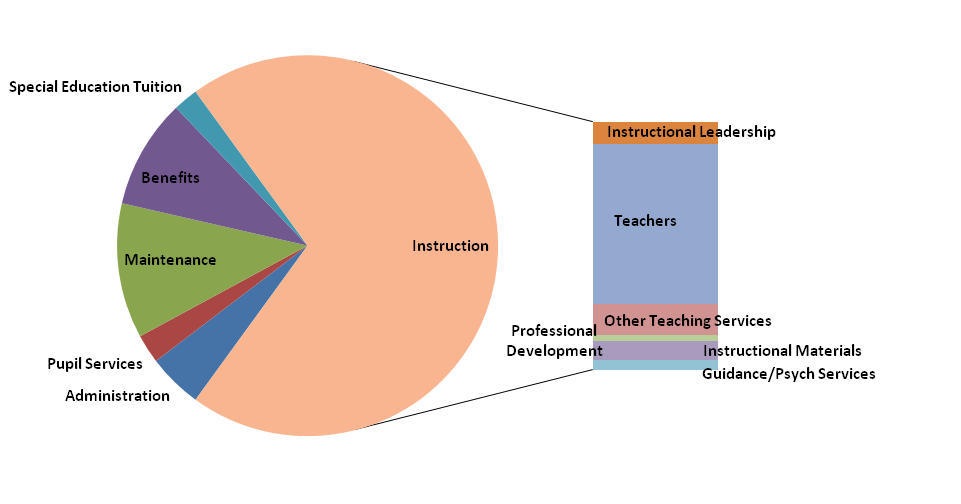 Special Education Tuition
Instructional Leadership
Benefits
Teachers
Instruction
Maintenance
Other Teaching Services
Professional
Development
Instructional Materials
Pupil Services
Guidance/Psych Services
Administration